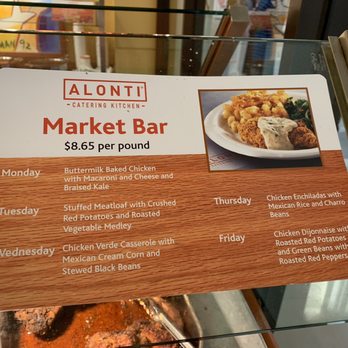 MAN 92
ALONTI
CATERING KITCHEN
Market Bar
$8.65 per pound
Monday
Buttermilk Baked Chicken
with Macaroni and Cheese and
Braised Kale
Tuesday
Stuffed Meatloaf with Crushed
Red Potatoes and Roasted
Vegetable Medley
Wednesday
Chicken Verde Casserole with
Mexican Cream Corn and
Stewed Black Beans
Thursday
Chicken Enchiladas with
Mexican Rice and Charro
Beans
Friday
Chicken Dijonnaise with
Roasted Red Potatoes
and Green Beans with
Roasted Red Peppers